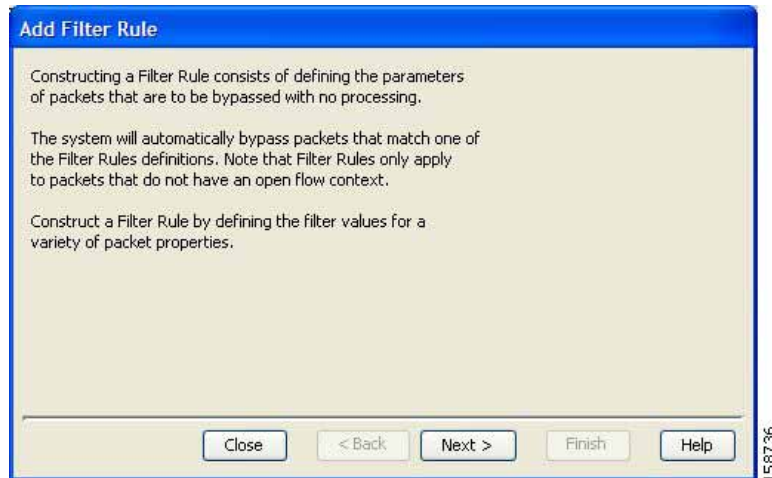 Add Filter Rule
Constructing a Filter Rule consists of defining the parameters
of packets that are to be bypassed with no processing.
The system will automatically bypass packets that match one of
the Filter Rules definitions. Note that Filter Rules only apply
to packets that do not have an open flow context.
Construct a Filter Rule by defining the filter values for a
variety of packet properties.
Close
< Back
Next >
Finish
Help
58736